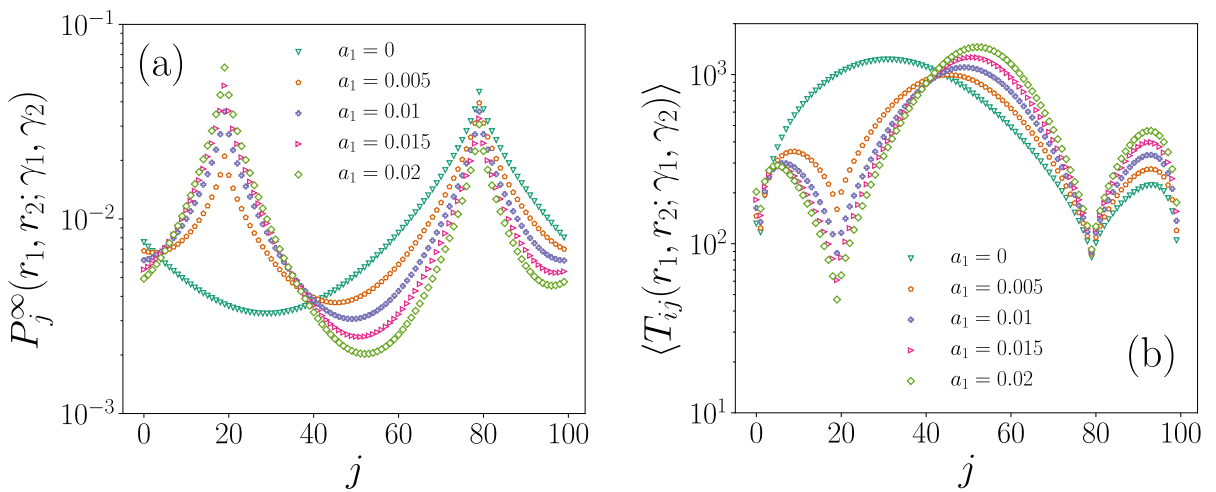 (a)
P_j^∞(r_1, r_2; γ_1, γ_2)
10^{-1}
10^{-2}
10^{-3}
a_1 = 0
a_1 = 0.005
a_1 = 0.01
a_1 = 0.015
a_1 = 0.02
0 20 40 60 80 100
j
(b)
⟨T_{ij}(r_1, r_2; γ_1, γ_2)⟩
10^3
10^2
10^1
a_1 = 0
a_1 = 0.005
a_1 = 0.01
a_1 = 0.015
a_1 = 0.02
0 20 40 60 80 100
j